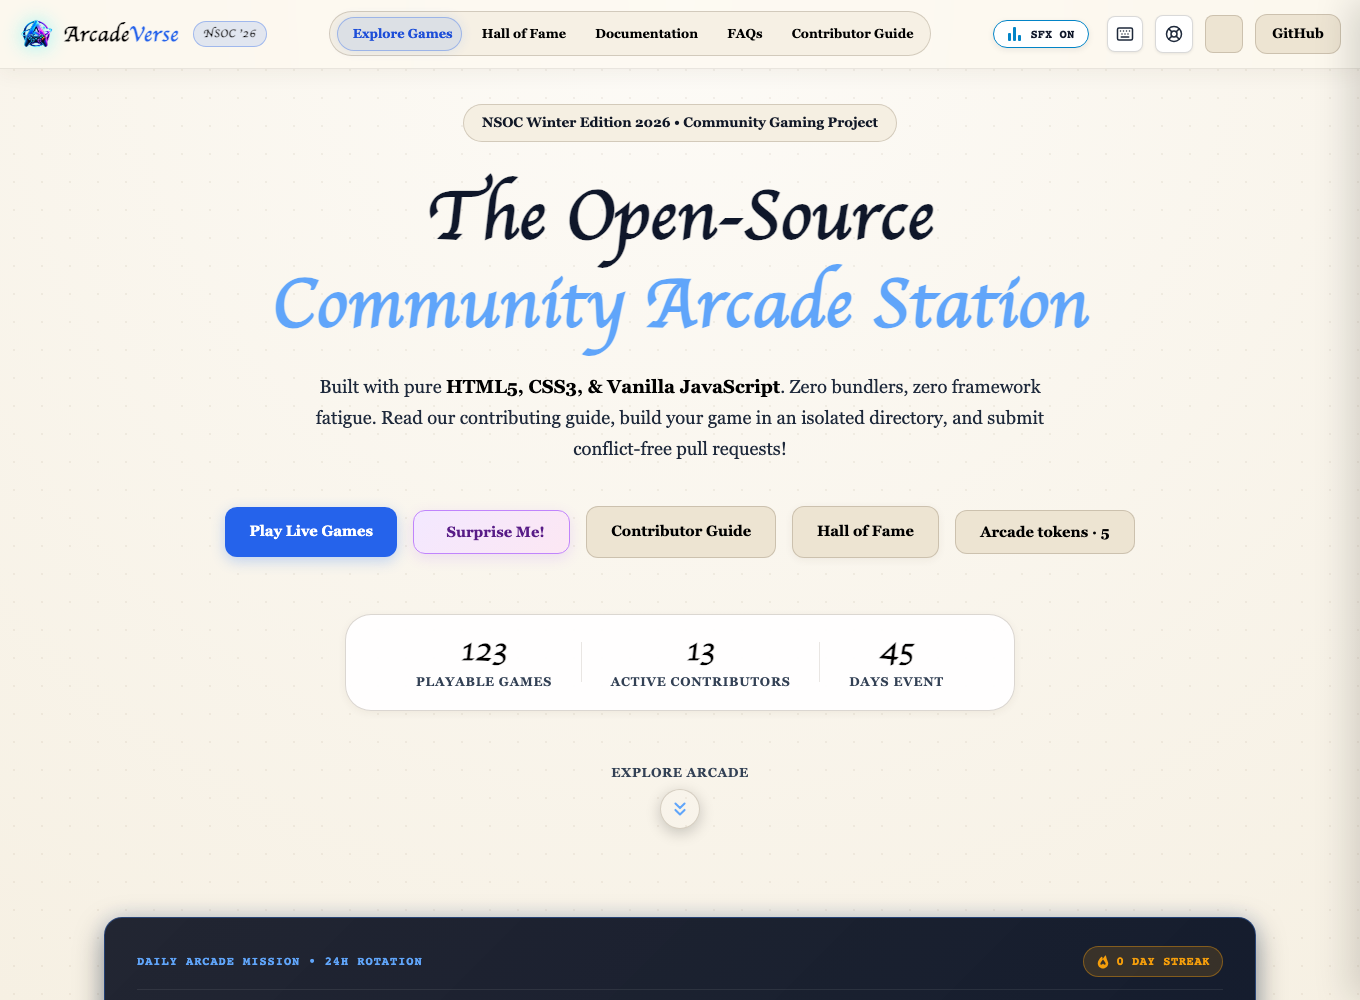 ArcadeVerse
NSOC '26
Explore Games
Hall of Fame
Documentation
FAQs
Contributor Guide
SFX ON
GitHub
NSOC Winter Edition 2026 • Community Gaming Project
The Open-Source
Community Arcade Station
Built with pure HTML5, CSS3, & Vanilla JavaScript. Zero bundlers, zero framework
fatigue. Read our contributing guide, build your game in an isolated directory, and submit
conflict-free pull requests!
Play Live Games
Surprise Me!
Contributor Guide
Hall of Fame
Arcade tokens · 5
123
PLAYABLE GAMES
13
ACTIVE CONTRIBUTORS
45
DAYS EVENT
EXPLORE ARCADE
DAILY ARCADE MISSION • 24H ROTATION
0 DAY STREAK